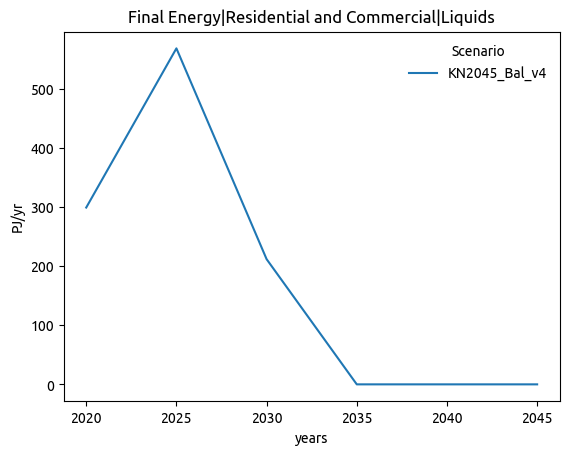 Final Energy|Residential and Commercial|Liquids
Scenario
KN2045_Bal_v4
PJ/yr
500
400
300
200
100
0
2020 2025 2030 2035 2040 2045
years